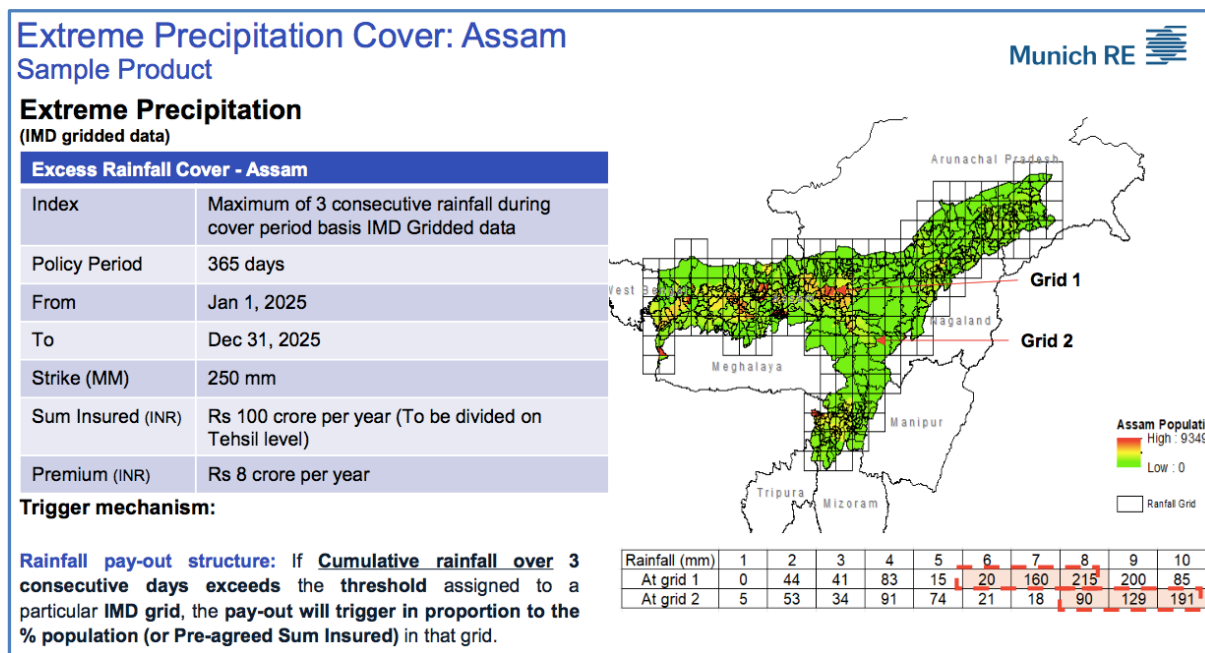 Extreme Precipitation Cover: Assam
Sample Product
Munich RE
Extreme Precipitation
(IMD gridded data)
Excess Rainfall Cover - Assam
Index Maximum of 3 consecutive rainfall during
cover period basis IMD Gridded data
Policy Period 365 days
From Jan 1, 2025
To Dec 31, 2025
Strike (MM) 250 mm
Sum Insured (INR) Rs 100 crore per year (To be divided on
Tehsil level)
Premium (INR) Rs 8 crore per year
Trigger mechanism:
Rainfall pay-out structure: If Cumulative rainfall over 3
consecutive days exceeds the threshold assigned to a
particular IMD grid, the pay-out will trigger in proportion to the
% population (or Pre-agreed Sum Insured) in that grid.
Arunachal Pradesh
Grid 1
West Bengal
Nagaland
Grid 2
Meghalaya
Manipur
Tripura
Mizoram
Assam Populati
High : 9349
Low : 0
Ranfall Grid
Rainfall (mm) 1 2 3 4 5 6 7 8 9 10
At grid 1 0 44 41 83 15 20 160 215 200 85
At grid 2 5 53 34 91 74 21 18 90 129 191